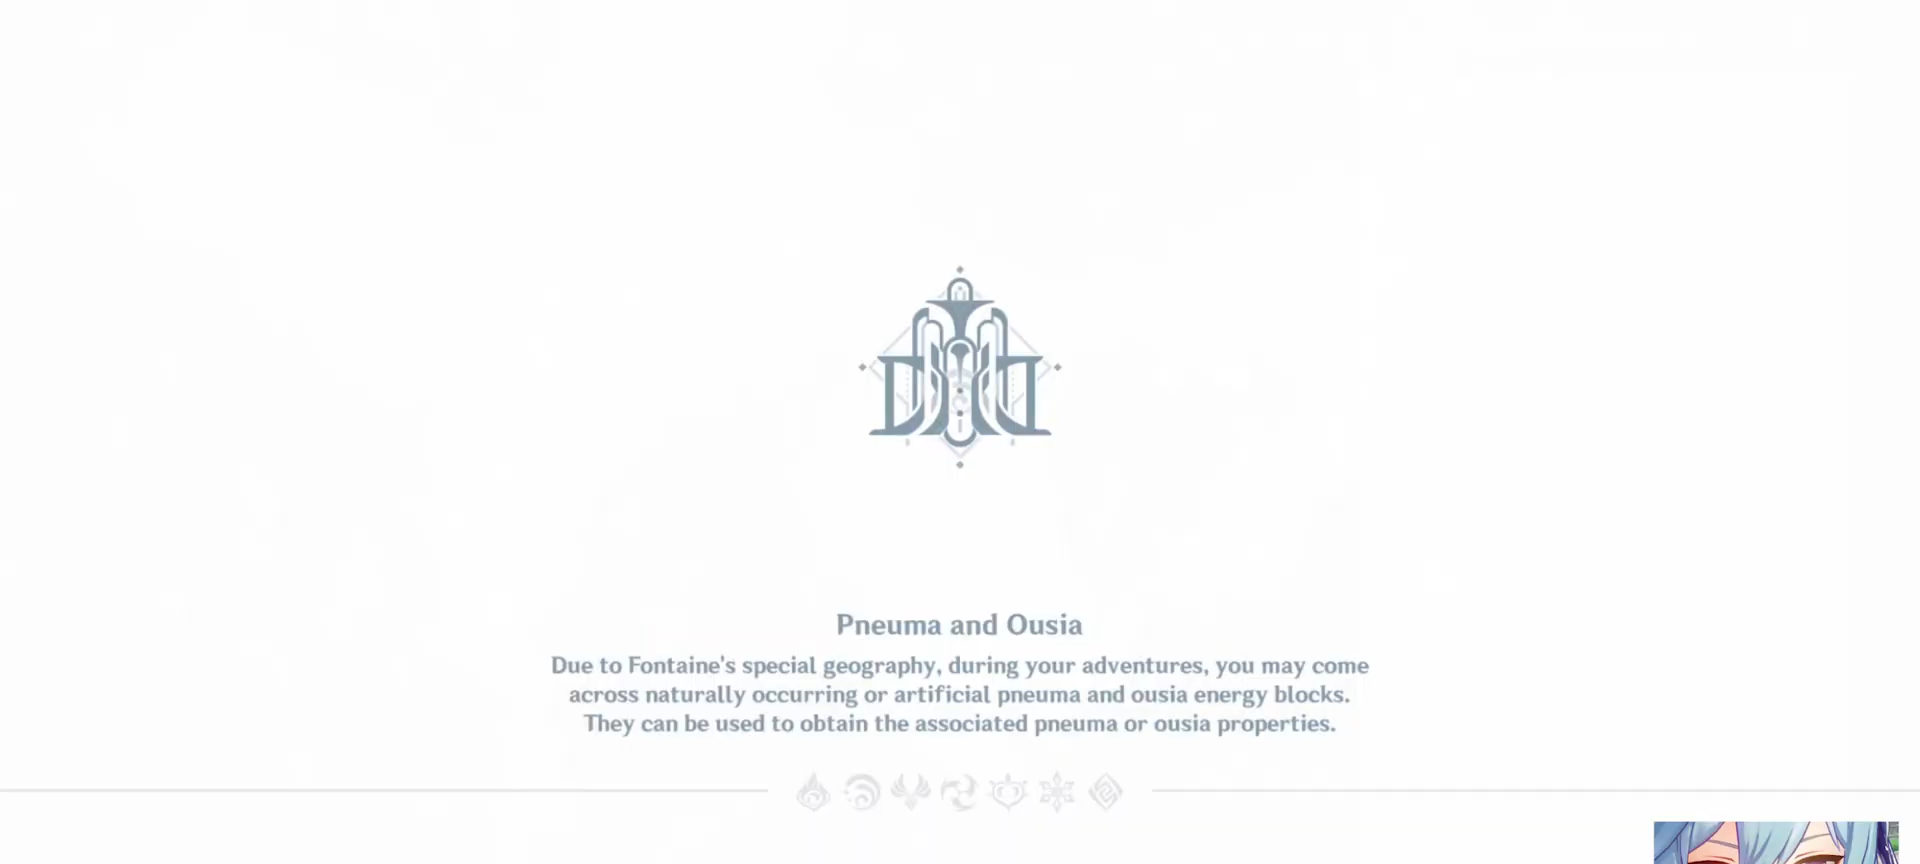 Pneuma and Ousia
Due to Fontaine's special geography, during your adventures, you may come
across naturally occurring or artificial pneuma and ousia energy blocks.
They can be used to obtain the associated pneuma or ousia properties.